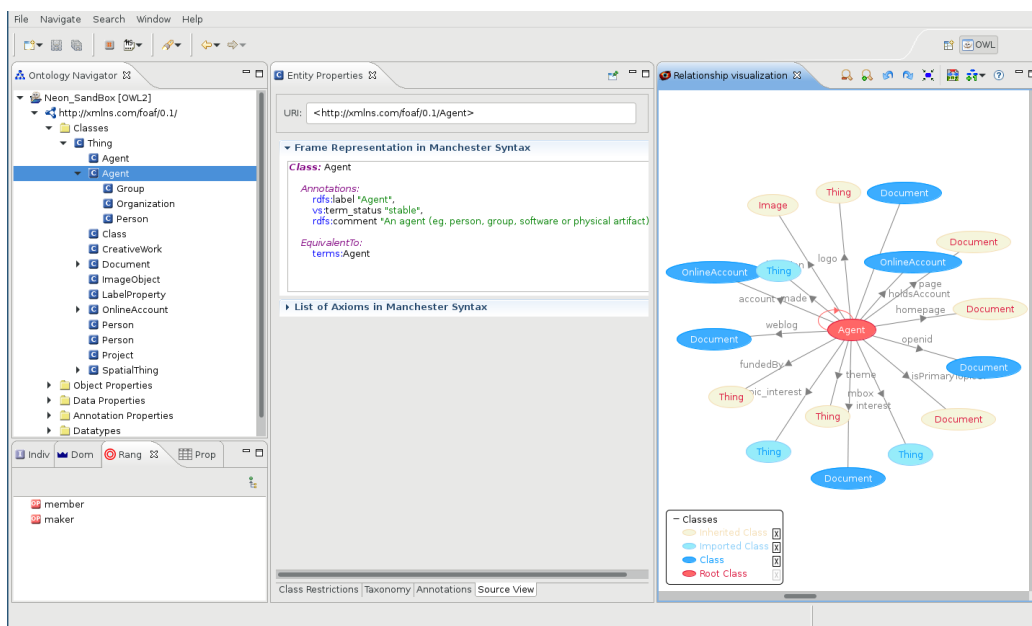 File Navigate Search Window Help
OWL
Ontology Navigator
Neon_SandBox [OWL2]
http://xmlns.com/foaf/0.1/
Classes
Thing
Agent
Agent
Group
Organization
Person
Class
CreativeWork
Document
ImageObject
LabelProperty
OnlineAccount
Person
Person
Project
SpatialThing
Object Properties
Data Properties
Annotation Properties
Datatypes
Indiv Dom Rang Prop
member
maker
Entity Properties
URI: <http://xmlns.com/foaf/0.1/Agent>
Frame Representation in Manchester Syntax
Class: Agent
Annotations:
rdfs:label "Agent",
vs:term_status "stable",
rdfs:comment "An agent (eg. person, group, software or physical artifact)
EquivalentTo:
terms:Agent
List of Axioms in Manchester Syntax
Class Restrictions Taxonomy Annotations Source View
Relationship visualization
Thing
Document
Image
Document
logo
OnlineAccount
OnlineAccount
Thing
page
account
made
holdsAccount
homepage
Document
weblog
Agent
openid
Document
fundedBy
Document
theme
Thing
mbox
interest
Thing
Document
Thing
Thing
Document
Classes
Inherited Class X
Imported Class X
Class X
Root Class X